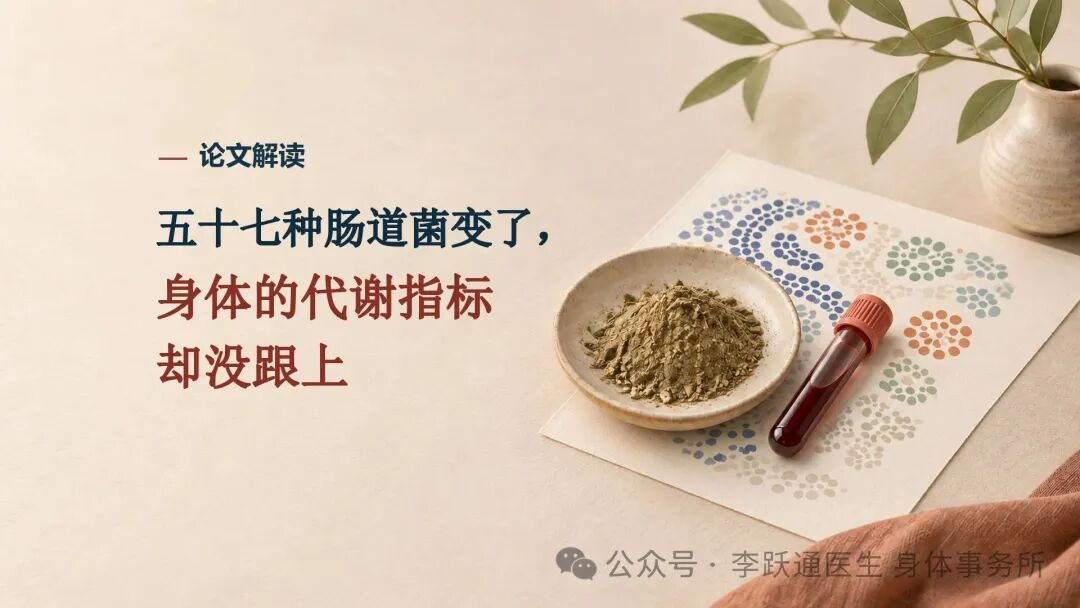 — 论文解读
五十七种肠道菌变了，
身体的代谢指标
却没跟上
公众号 · 李跃通医生 身体事务所